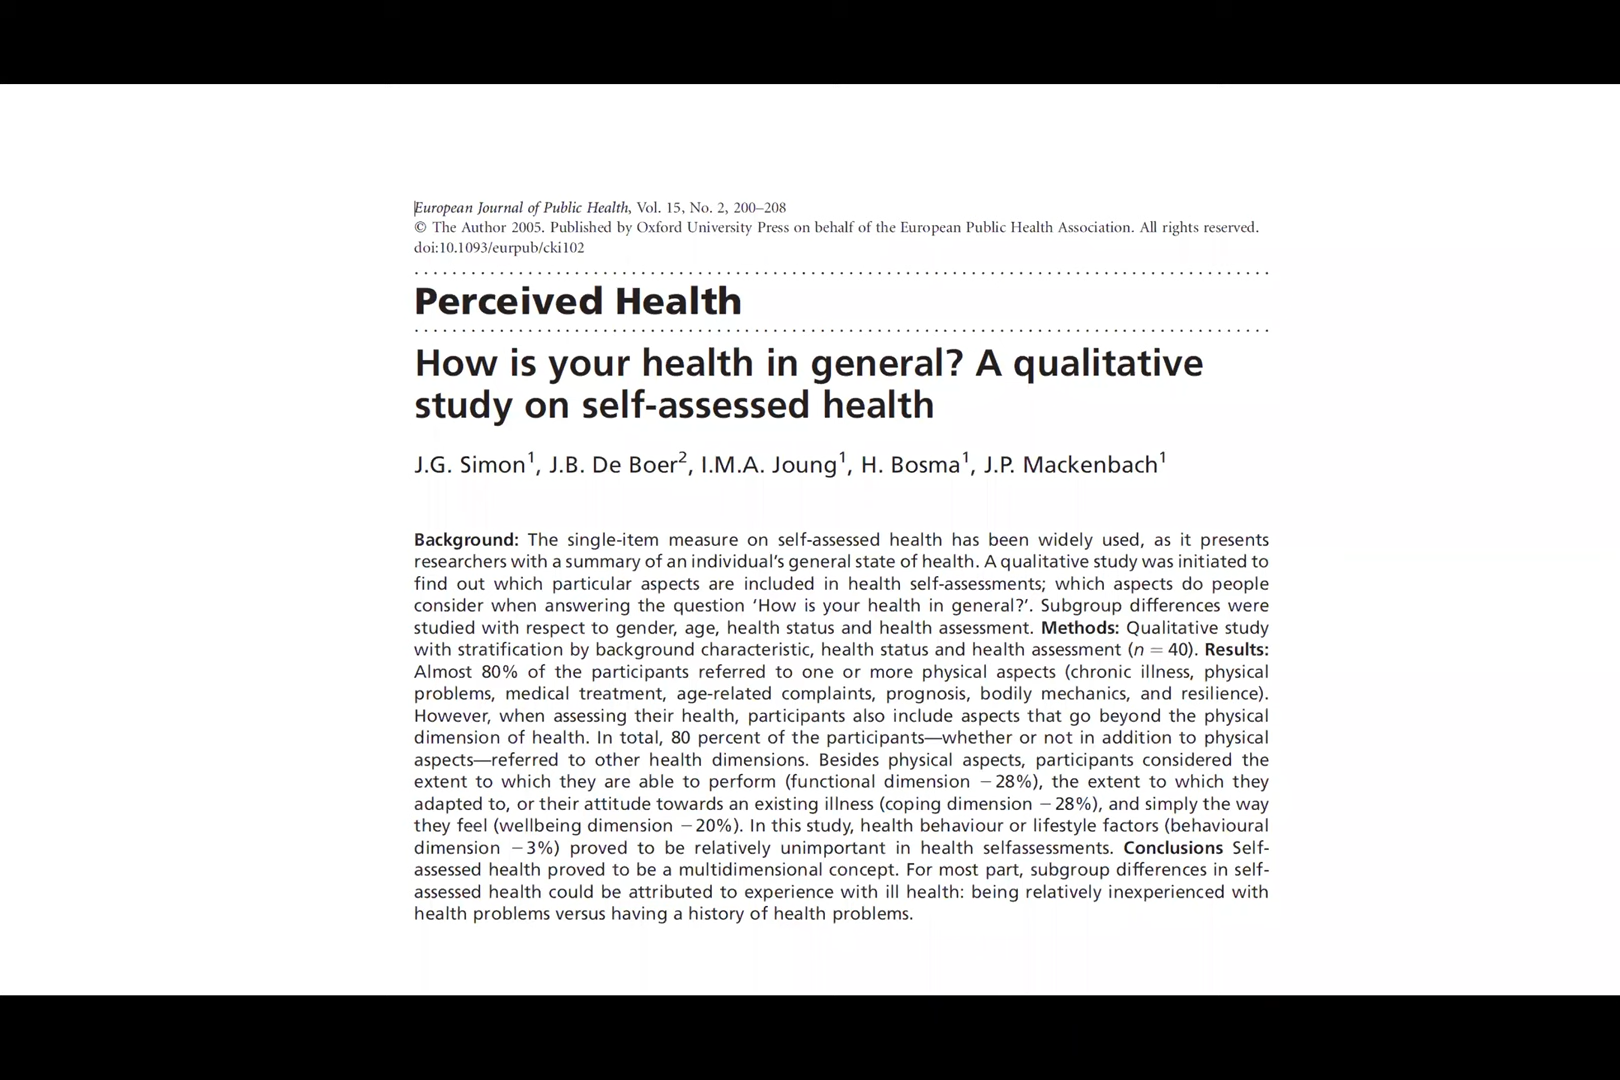 European Journal of Public Health, Vol. 15, No. 2, 200–208
© The Author 2005. Published by Oxford University Press on behalf of the European Public Health Association. All rights reserved.
doi:10.1093/eurpub/cki102
Perceived Health
How is your health in general? A qualitative
study on self-assessed health
J.G. Simon1, J.B. De Boer2, I.M.A. Joung1, H. Bosma1, J.P. Mackenbach1
Background: The single-item measure on self-assessed health has been widely used, as it presents
researchers with a summary of an individual’s general state of health. A qualitative study was initiated to
find out which particular aspects are included in health self-assessments; which aspects do people
consider when answering the question ‘How is your health in general?’. Subgroup differences were
studied with respect to gender, age, health status and health assessment. Methods: Qualitative study
with stratification by background characteristic, health status and health assessment (n = 40). Results:
Almost 80% of the participants referred to one or more physical aspects (chronic illness, physical
problems, medical treatment, age-related complaints, prognosis, bodily mechanics, and resilience).
However, when assessing their health, participants also include aspects that go beyond the physical
dimension of health. In total, 80 percent of the participants—whether or not in addition to physical
aspects—referred to other health dimensions. Besides physical aspects, participants considered the
extent to which they are able to perform (functional dimension −28%), the extent to which they
adapted to, or their attitude towards an existing illness (coping dimension −28%), and simply the way
they feel (wellbeing dimension −20%). In this study, health behaviour or lifestyle factors (behavioural
dimension −3%) proved to be relatively unimportant in health selfassessments. Conclusions Self-
assessed health proved to be a multidimensional concept. For most part, subgroup differences in self-
assessed health could be attributed to experience with ill health: being relatively inexperienced with
health problems versus having a history of health problems.